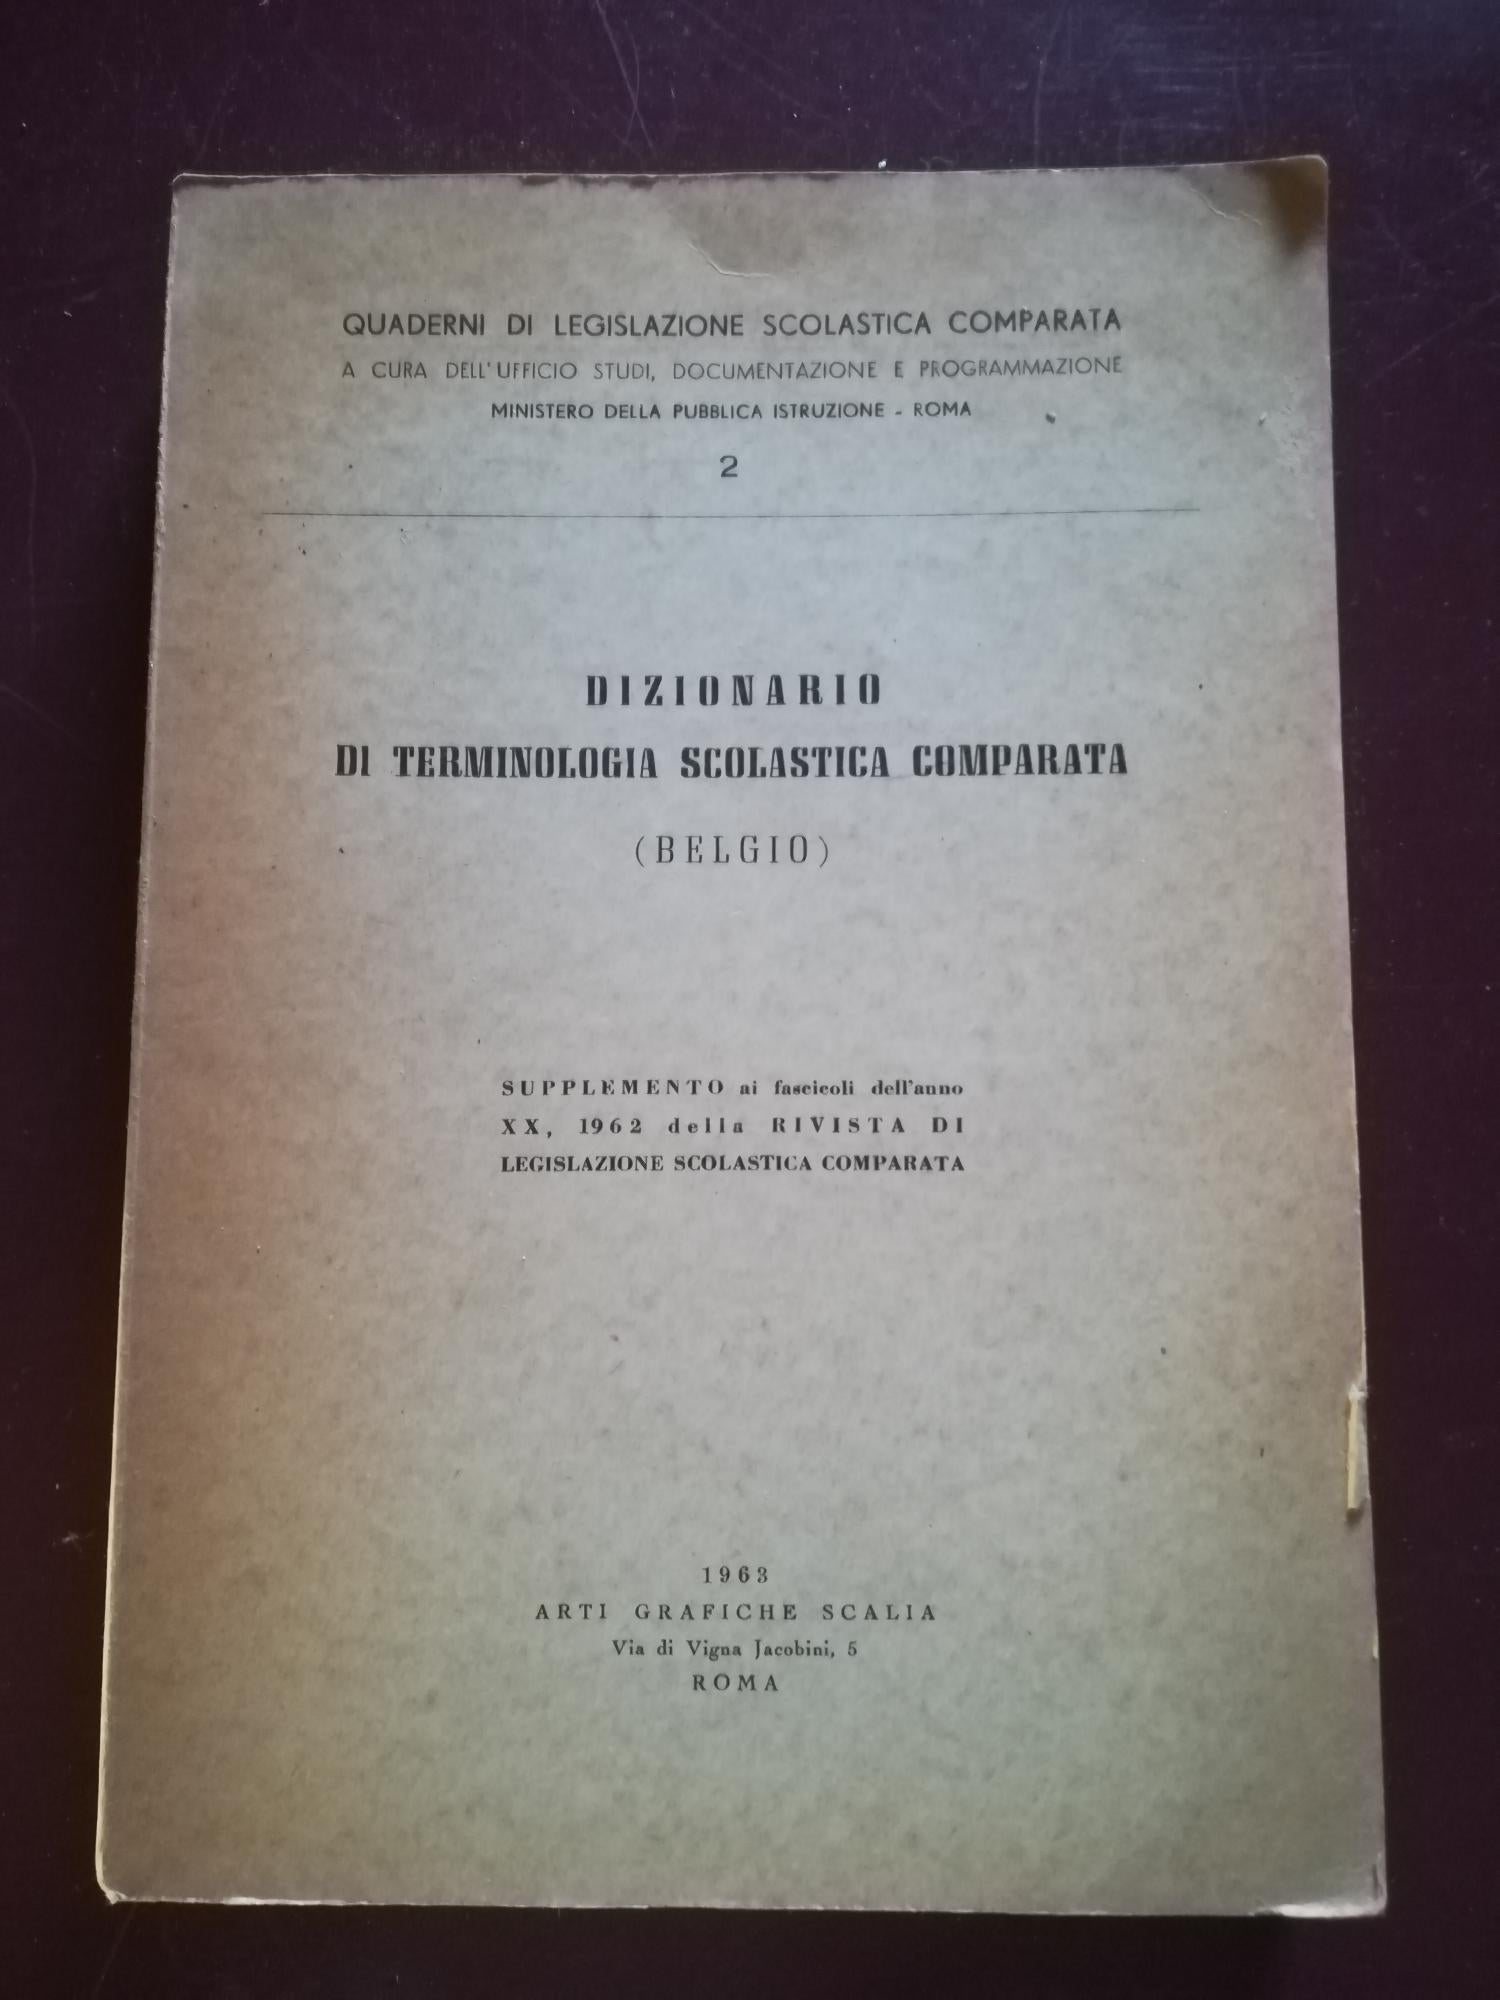 QUADERNI DI LEGISLAZIONE SCOLASTICA COMPARATA
A CURA DELL'UFFICIO STUDI, DOCUMENTAZIONE E PROGRAMMAZIONE
MINISTERO DELLA PUBBLICA ISTRUZIONE - ROMA
2
DIZIONARIO
DI TERMINOLOGIA SCOLASTICA COMPARATA
(BELGIO)
SUPPLEMENTO ai fascicoli dell'anno
XX, 1962 della RIVISTA DI
LEGISLAZIONE SCOLASTICA COMPARATA
1963
ARTI GRAFICHE SCALIA
Via di Vigna Jacobini, 5
ROMA